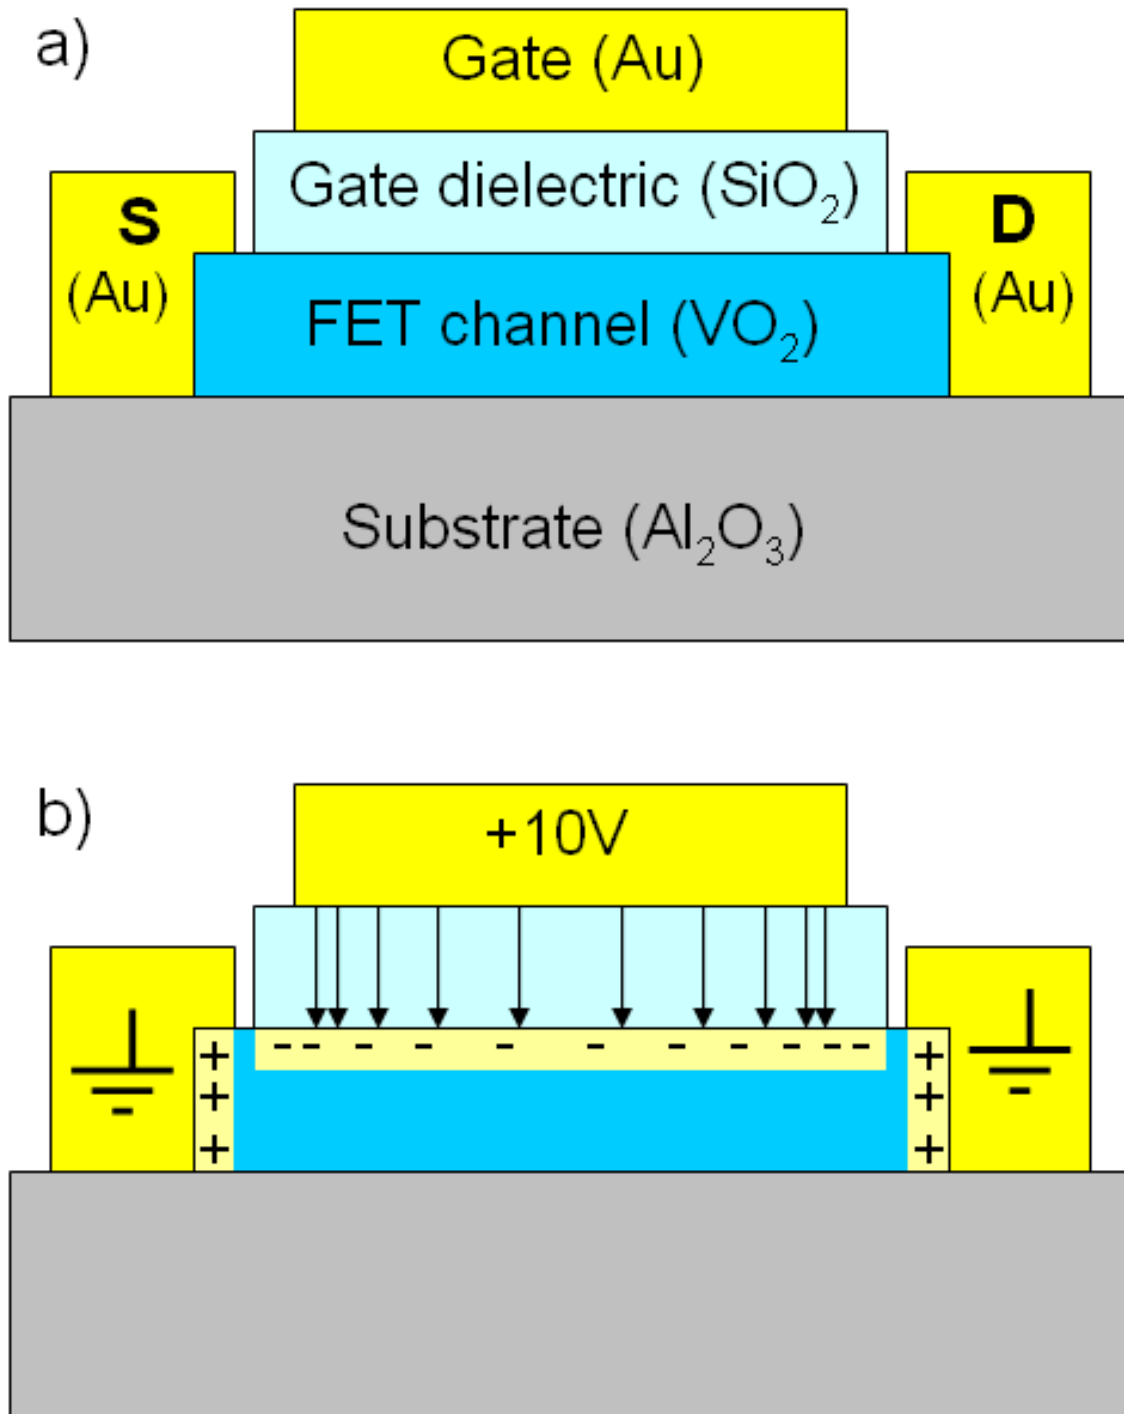 a)
Gate (Au)
Gate dielectric (SiO₂)
S
(Au)
D
(Au)
FET channel (VO₂)
Substrate (Al₂O₃)
b)
+10V
- - - - - - - - - - -
+ +
+ +
+ +